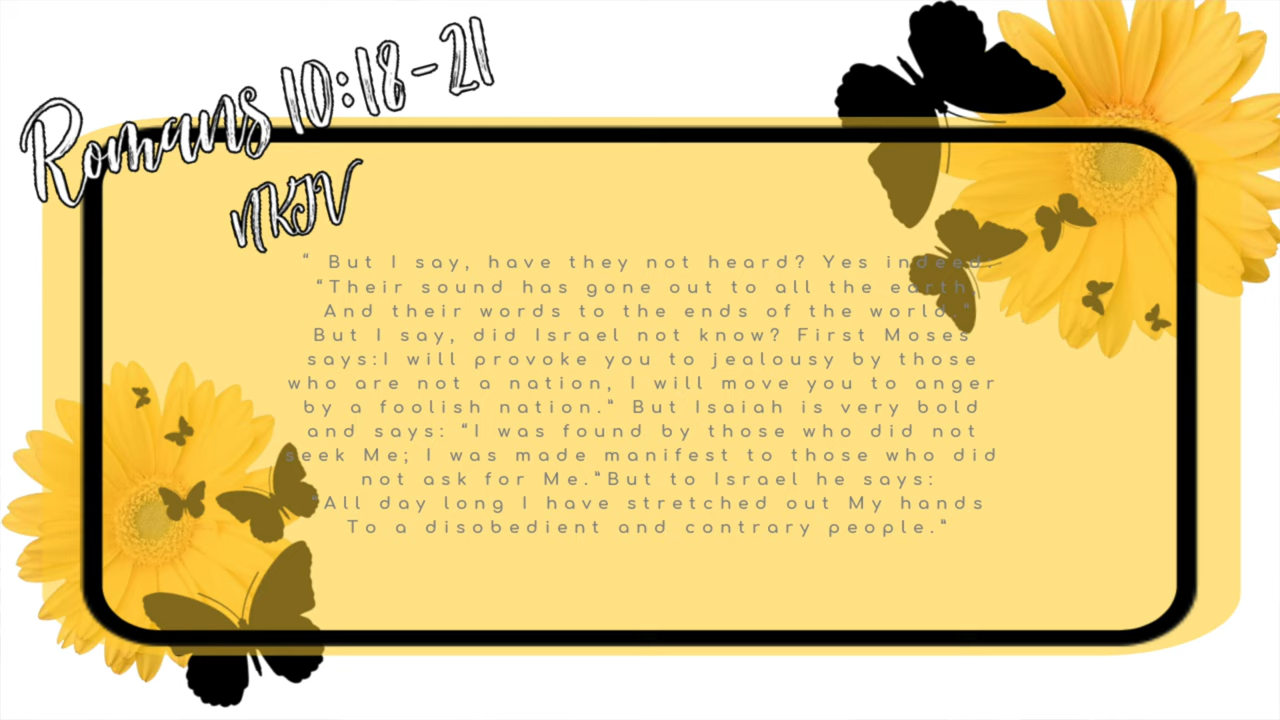 Romans 10:18-21
NKJV
“ But I say, have they not heard? Yes indeed:
“Their sound has gone out to all the earth,
And their words to the ends of the world.”
But I say, did Israel not know? First Moses
says:I will provoke you to jealousy by those
who are not a nation, I will move you to anger
by a foolish nation.” But Isaiah is very bold
and says: “I was found by those who did not
seek Me; I was made manifest to those who did
not ask for Me.”But to Israel he says:
“All day long I have stretched out My hands
To a disobedient and contrary people.”